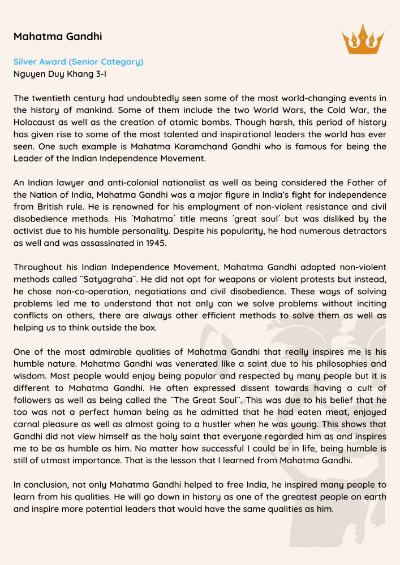 Mahatma Gandhi
Silver Award (Senior Category)
Nguyen Duy Khang 3-I
The twentieth century had undoubtedly seen some of the most world-changing events in
the history of mankind. Some of them include the two World Wars, the Cold War, the
Holocaust as well as the creation of atomic bombs. Though harsh, this period of history
has given rise to some of the most talented and inspirational leaders the world has ever
seen. One such example is Mahatma Karamchand Gandhi who is famous for being the
Leader of the Indian Independence Movement.
An Indian lawyer and anti-colonial nationalist as well as being considered the Father of
the Nation of India, Mahatma Gandhi was a major figure in India's fight for independence
from British rule. He is renowned for his employment of non-violent resistance and civil
disobedience methods. His ´Mahatma´ title means ´great soul´ but was disliked by the
activist due to his humble personality. Despite his popularity, he had numerous detractors
as well and was assassinated in 1945.
Throughout his Indian Independence Movement, Mahatma Gandhi adopted non-violent
methods called ¨Satyagraha¨. He did not opt for weapons or violent protests but instead,
he chose non-co-operation, negotiations and civil disobedience. These ways of solving
problems led me to understand that not only can we solve problems without inciting
conflicts on others, there are always other efficient methods to solve them as well as
helping us to think outside the box.
One of the most admirable qualities of Mahatma Gandhi that really inspires me is his
humble nature. Mahatma Gandhi was venerated like a saint due to his philosophies and
wisdom. Most people would enjoy being popular and respected by many people but it is
different to Mahatma Gandhi. He often expressed dissent towards having a cult of
followers as well as being called the ¨The Great Soul¨. This was due to his belief that he
too was not a perfect human being as he admitted that he had eaten meat, enjoyed
carnal pleasure as well as almost going to a hustler when he was young. This shows that
Gandhi did not view himself as the holy saint that everyone regarded him as and inspires
me to be as humble as him. No matter how successful I could be in life, being humble is
still of utmost importance. That is the lesson that I learned from Mahatma Gandhi.
In conclusion, not only Mahatma Gandhi helped to free India, he inspired many people to
learn from his qualities. He will go down in history as one of the greatest people on earth
and inspire more potential leaders that would have the same qualities as him.